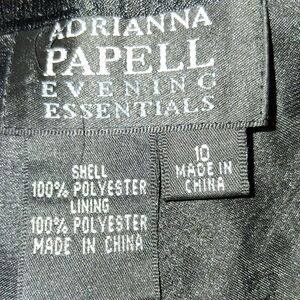 ADRIANNA
PAPELL
EVENING
ESSENTIALS
10
MADE IN
CHINA
SHELL
100% POLYESTER
LINING
100% POLYESTER
MADE IN CHINA